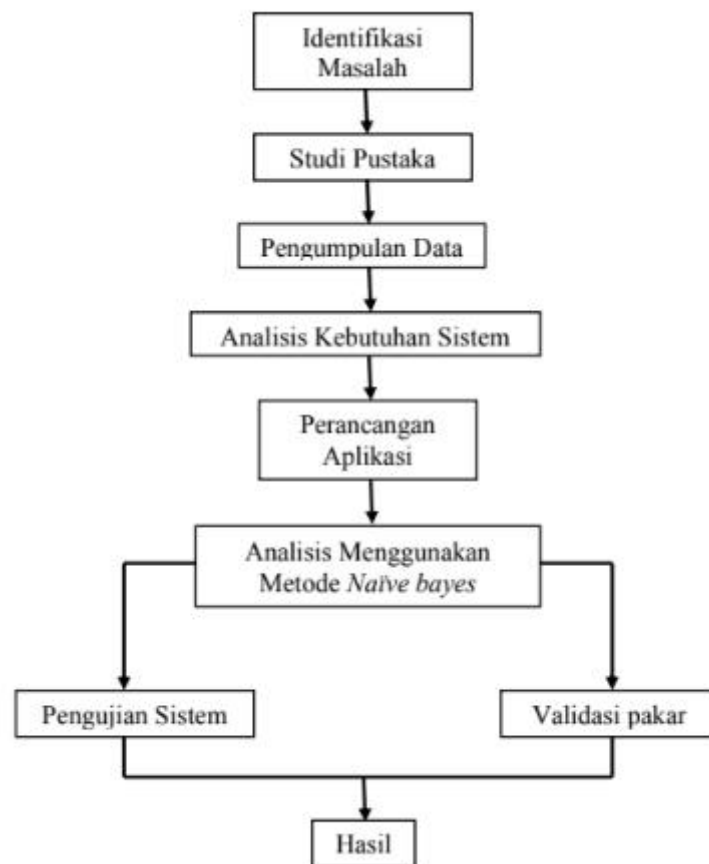 Identifikasi
Masalah
Studi Pustaka
Pengumpulan Data
Analisis Kebutuhan Sistem
Perancangan
Aplikasi
Analisis Menggunakan
Metode Naïve bayes
Pengujian Sistem
Validasi pakar
Hasil